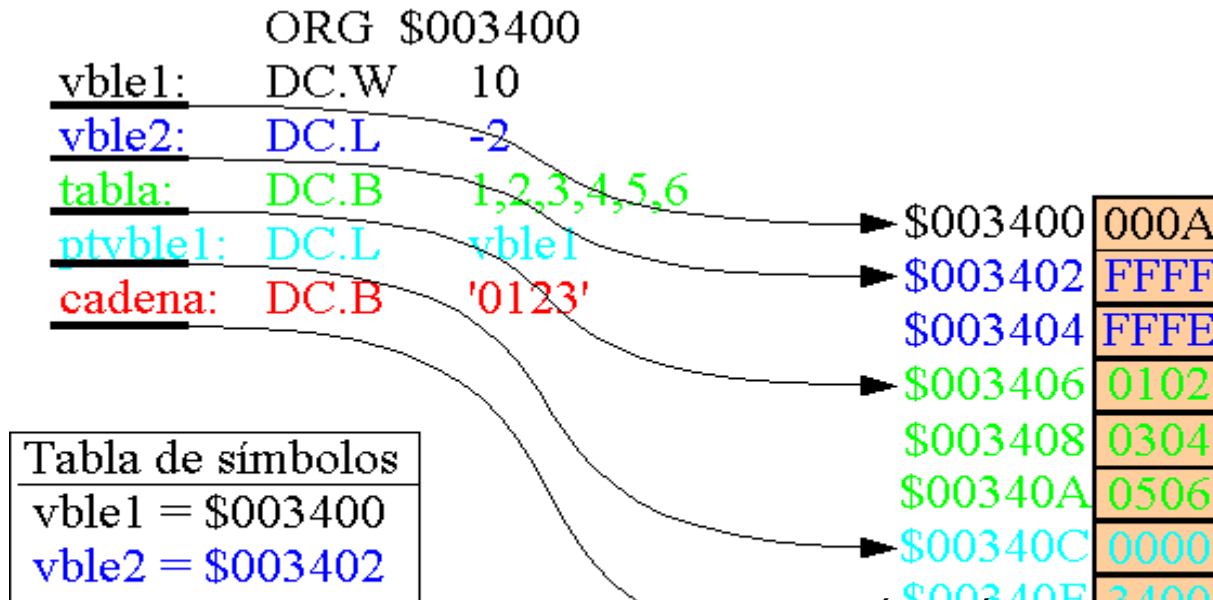 ORG $003400
vble1: DC.W 10
vble2: DC.L -2
tabla: DC.B 1,2,3,4,5,6
ptvble1: DC.L vble1
cadena: DC.B '0123'
$003400 000A
$003402 FFFF
$003404 FFFE
$003406 0102
$003408 0304
$00340A 0506
$00340C 0000
$00340E 3400
Tabla de símbolos
vble1 = $003400
vble2 = $003402